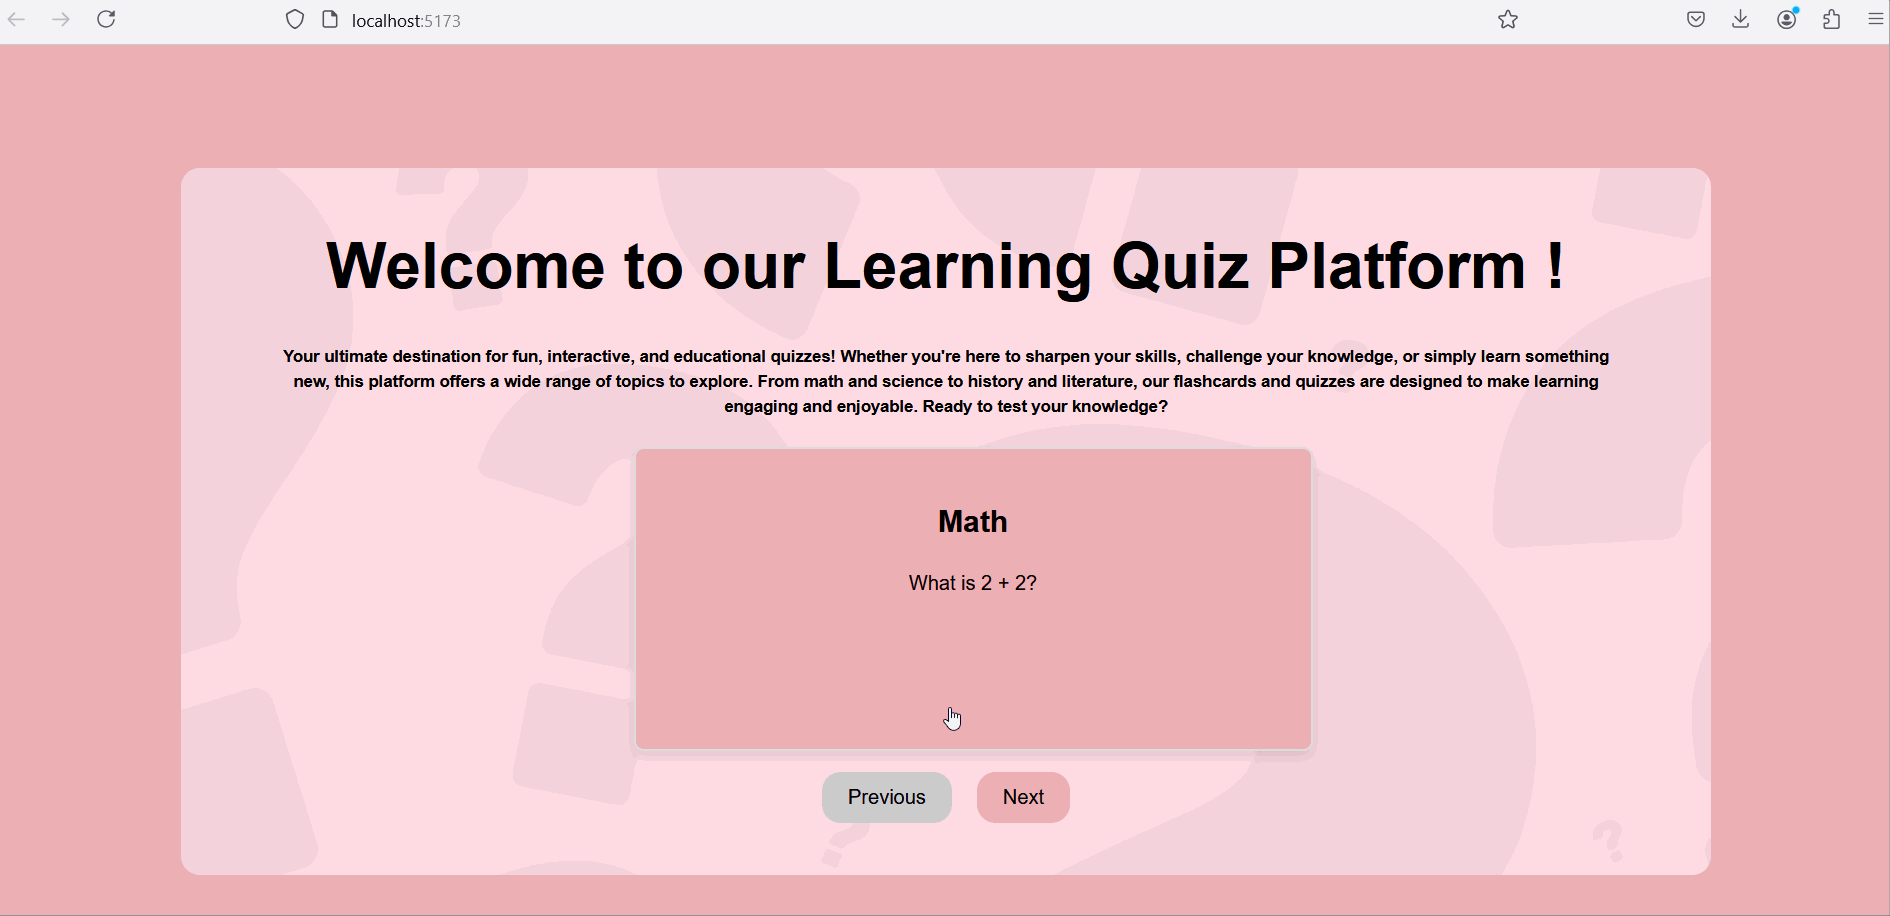 localhost:5173
Welcome to our Learning Quiz Platform !
Your ultimate destination for fun, interactive, and educational quizzes! Whether you're here to sharpen your skills, challenge your knowledge, or simply learn something
new, this platform offers a wide range of topics to explore. From math and science to history and literature, our flashcards and quizzes are designed to make learning
engaging and enjoyable. Ready to test your knowledge?
Math
What is 2 + 2?
Previous
Next